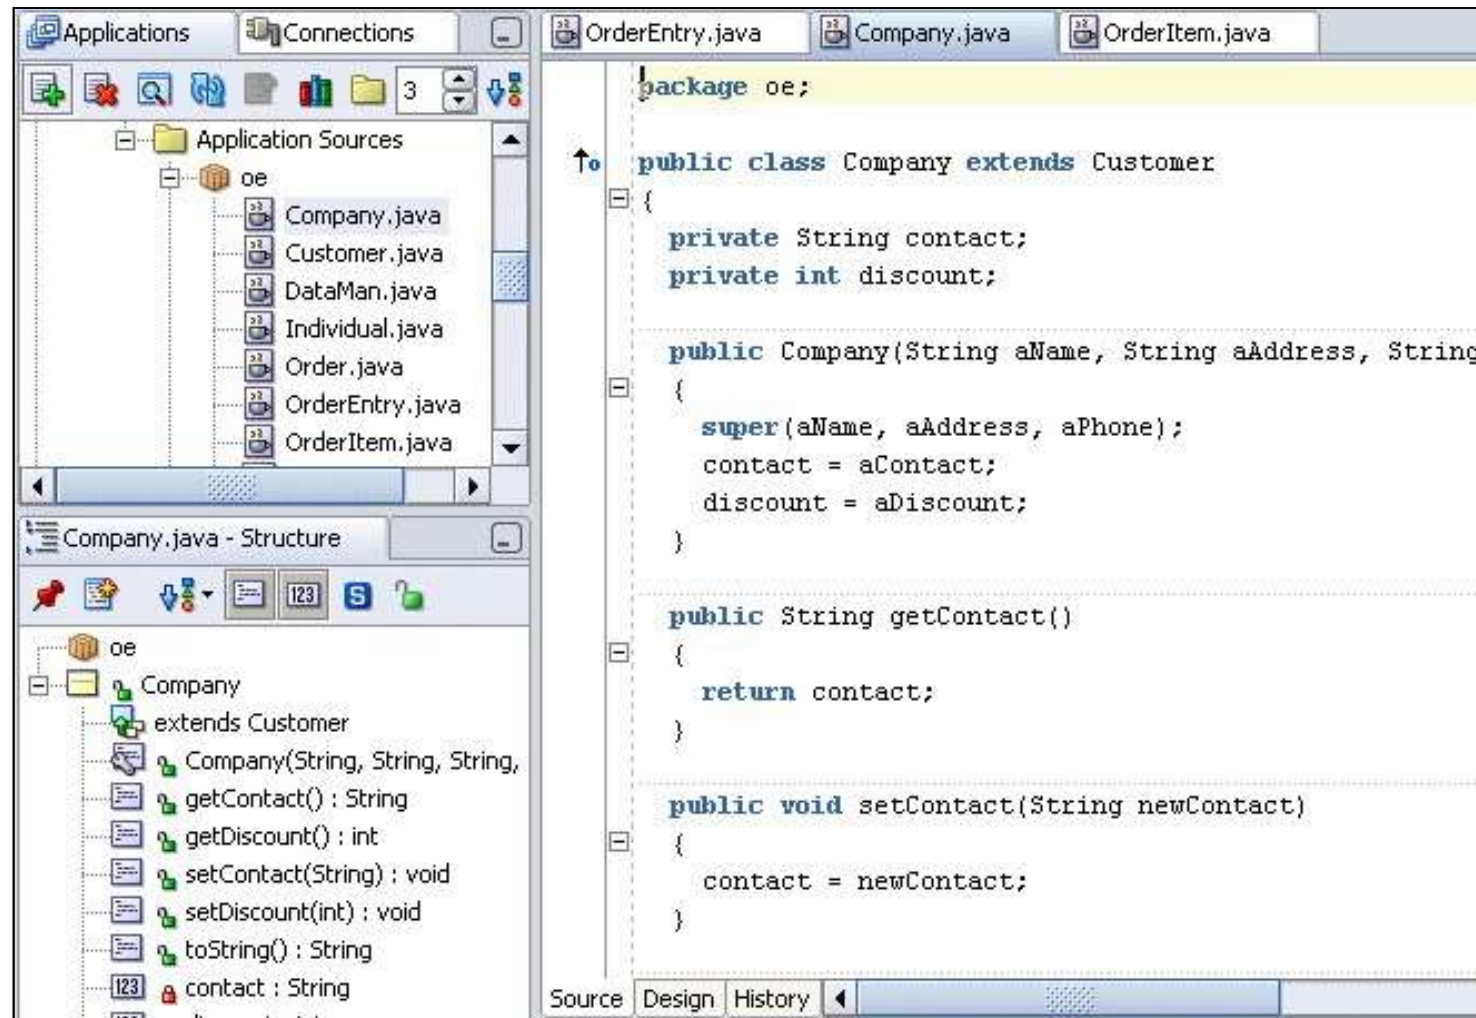 Applications
Connections
3
Application Sources
oe
Company.java
Customer.java
DataMan.java
Individual.java
Order.java
OrderEntry.java
OrderItem.java
Company.java - Structure
123
S
oe
Company
extends Customer
Company(String, String, String,
getContact() : String
getDiscount() : int
setContact(String) : void
setDiscount(int) : void
toString() : String
123 contact : String
OrderEntry.java
Company.java
OrderItem.java
package oe;
public class Company extends Customer
{
private String contact;
private int discount;
public Company(String aName, String aAddress, String
{
super(aName, aAddress, aPhone);
contact = aContact;
discount = aDiscount;
}
public String getContact()
{
return contact;
}
public void setContact(String newContact)
{
contact = newContact;
}
Source Design History